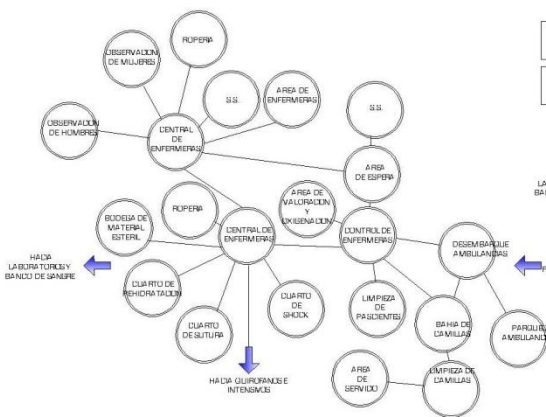 ROPERIA
OBSERVACION
DE MUJERES
S.S.
AREA DE
ENFERMERAS
S.S.
OBSERVACION
DE HOMBRES
CENTRAL
DE
ENFERMERAS
AREA
DE ESPERA
ROPERIA
AREA DE
VALORACION
Y
OXIGENACION
BODEGA DE
MATERIAL
ESTERIL
CENTRAL DE
ENFERMERAS
CONTROL DE
ENFERMERAS
DESEMBARQUE
AMBULANCIAS
HACIA
LABORATORIOS Y
BANCO DE SANGRE
CUARTO DE
REHIDRATACION
CUARTO
DE
SHOCK
LIMPIEZA
DE
PASCIENTES
CUARTO
DE SUTURA
BAHIA DE
CAMILLAS
HACIA QUIROFANOS E
INTENSIVOS
AREA
DE
SERVICIO
LIMPIEZA DE
CAMILLAS